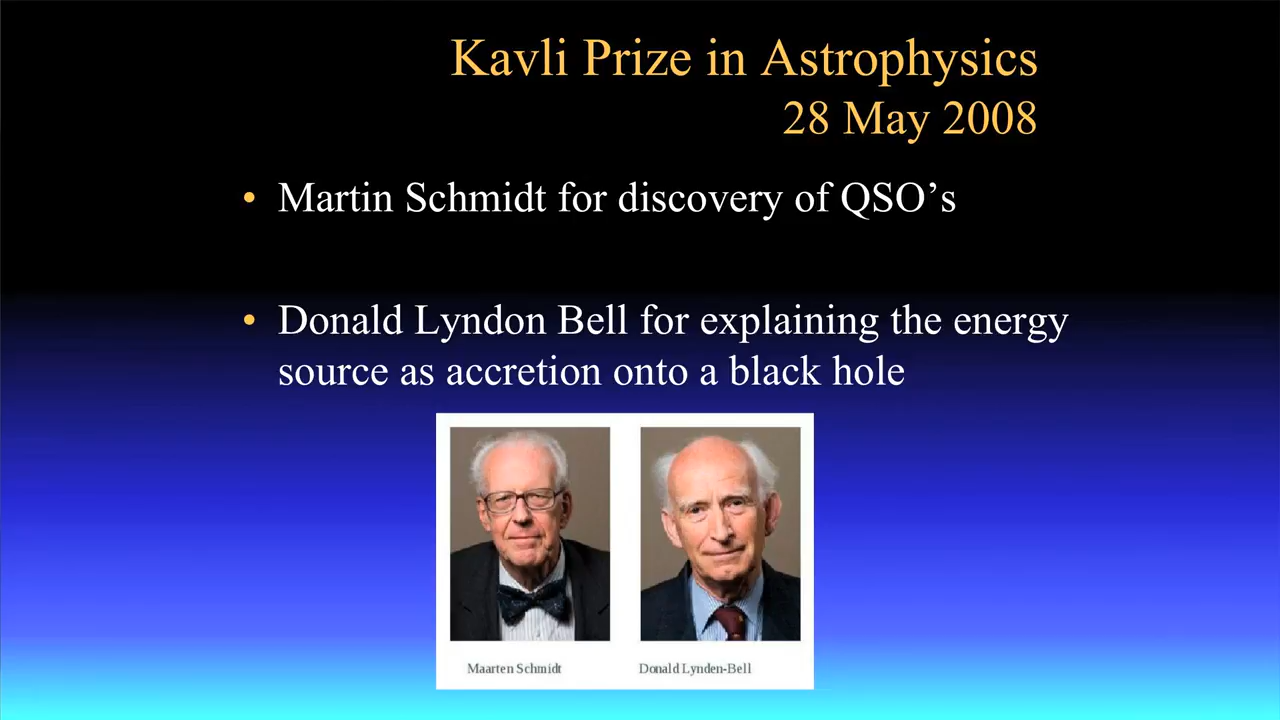 Kavli Prize in Astrophysics
28 May 2008
• Martin Schmidt for discovery of QSO’s
• Donald Lyndon Bell for explaining the energy
source as accretion onto a black hole
Maarten Schmidt
Donald Lynden-Bell